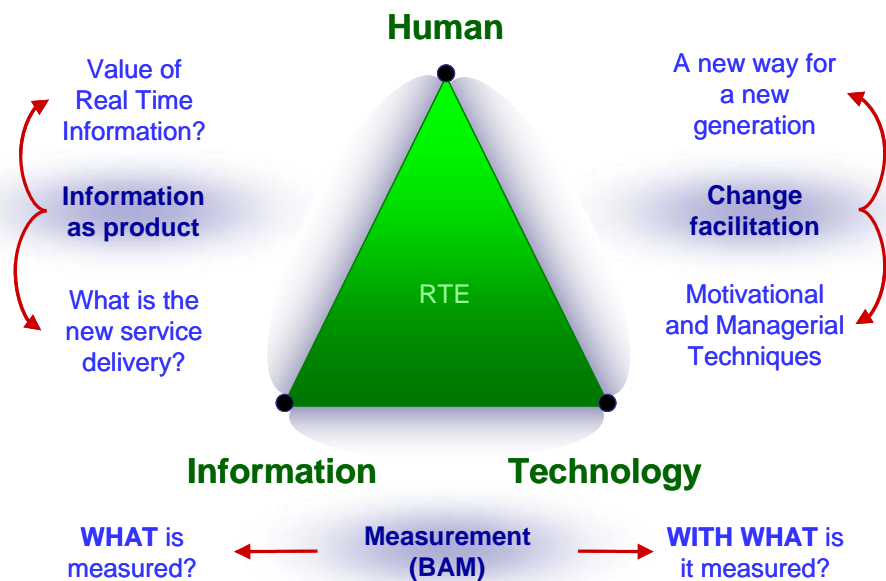 Human
Value of
Real Time
Information?
A new way for
a new
generation
Information
as product
Change
facilitation
RTE
What is the
new service
delivery?
Motivational
and Managerial
Techniques
Information
Technology
WHAT is
measured?
Measurement
(BAM)
WITH WHAT is
it measured?